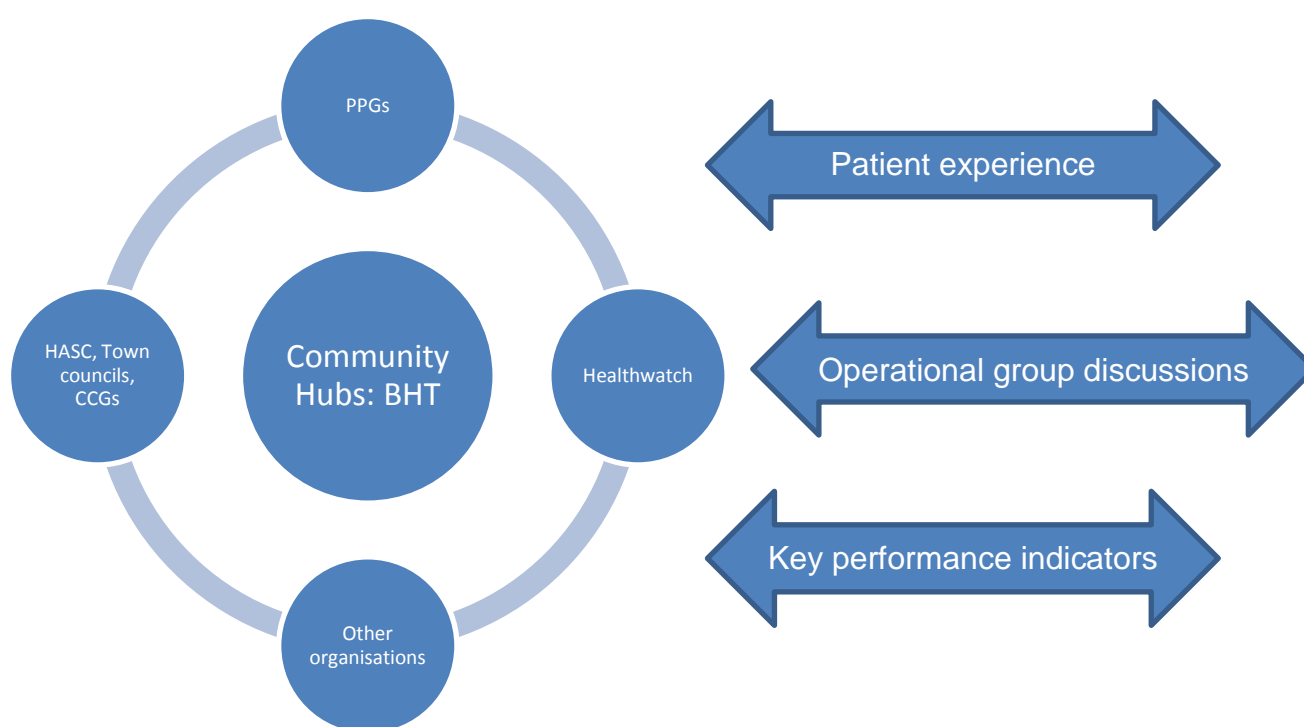 PPGs
HASC, Town
councils,
CCGs
Community
Hubs: BHT
Healthwatch
Other
organisations
Patient experience
Operational group discussions
Key performance indicators